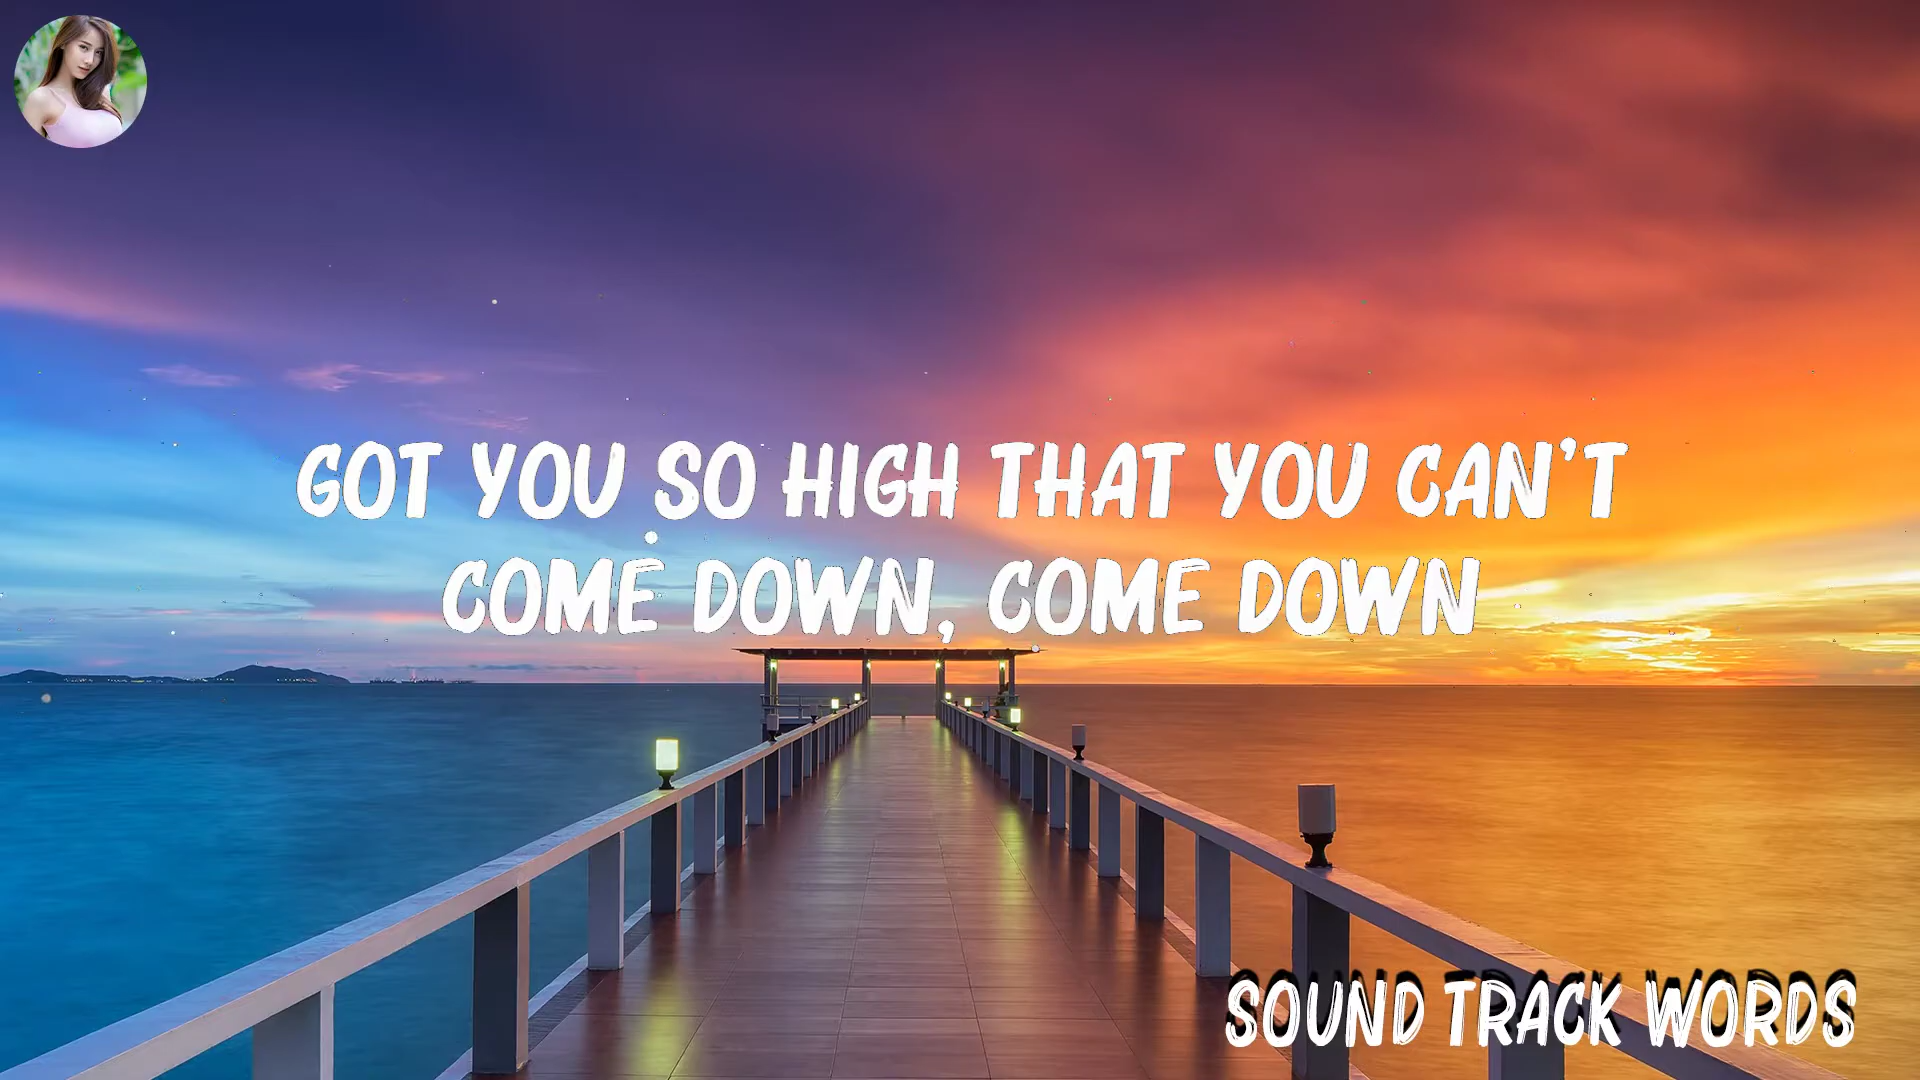 GOT YOU SO HIGH THAT YOU CAN'T
COME DOWN, COME DOWN
SOUND TRACK WORDS